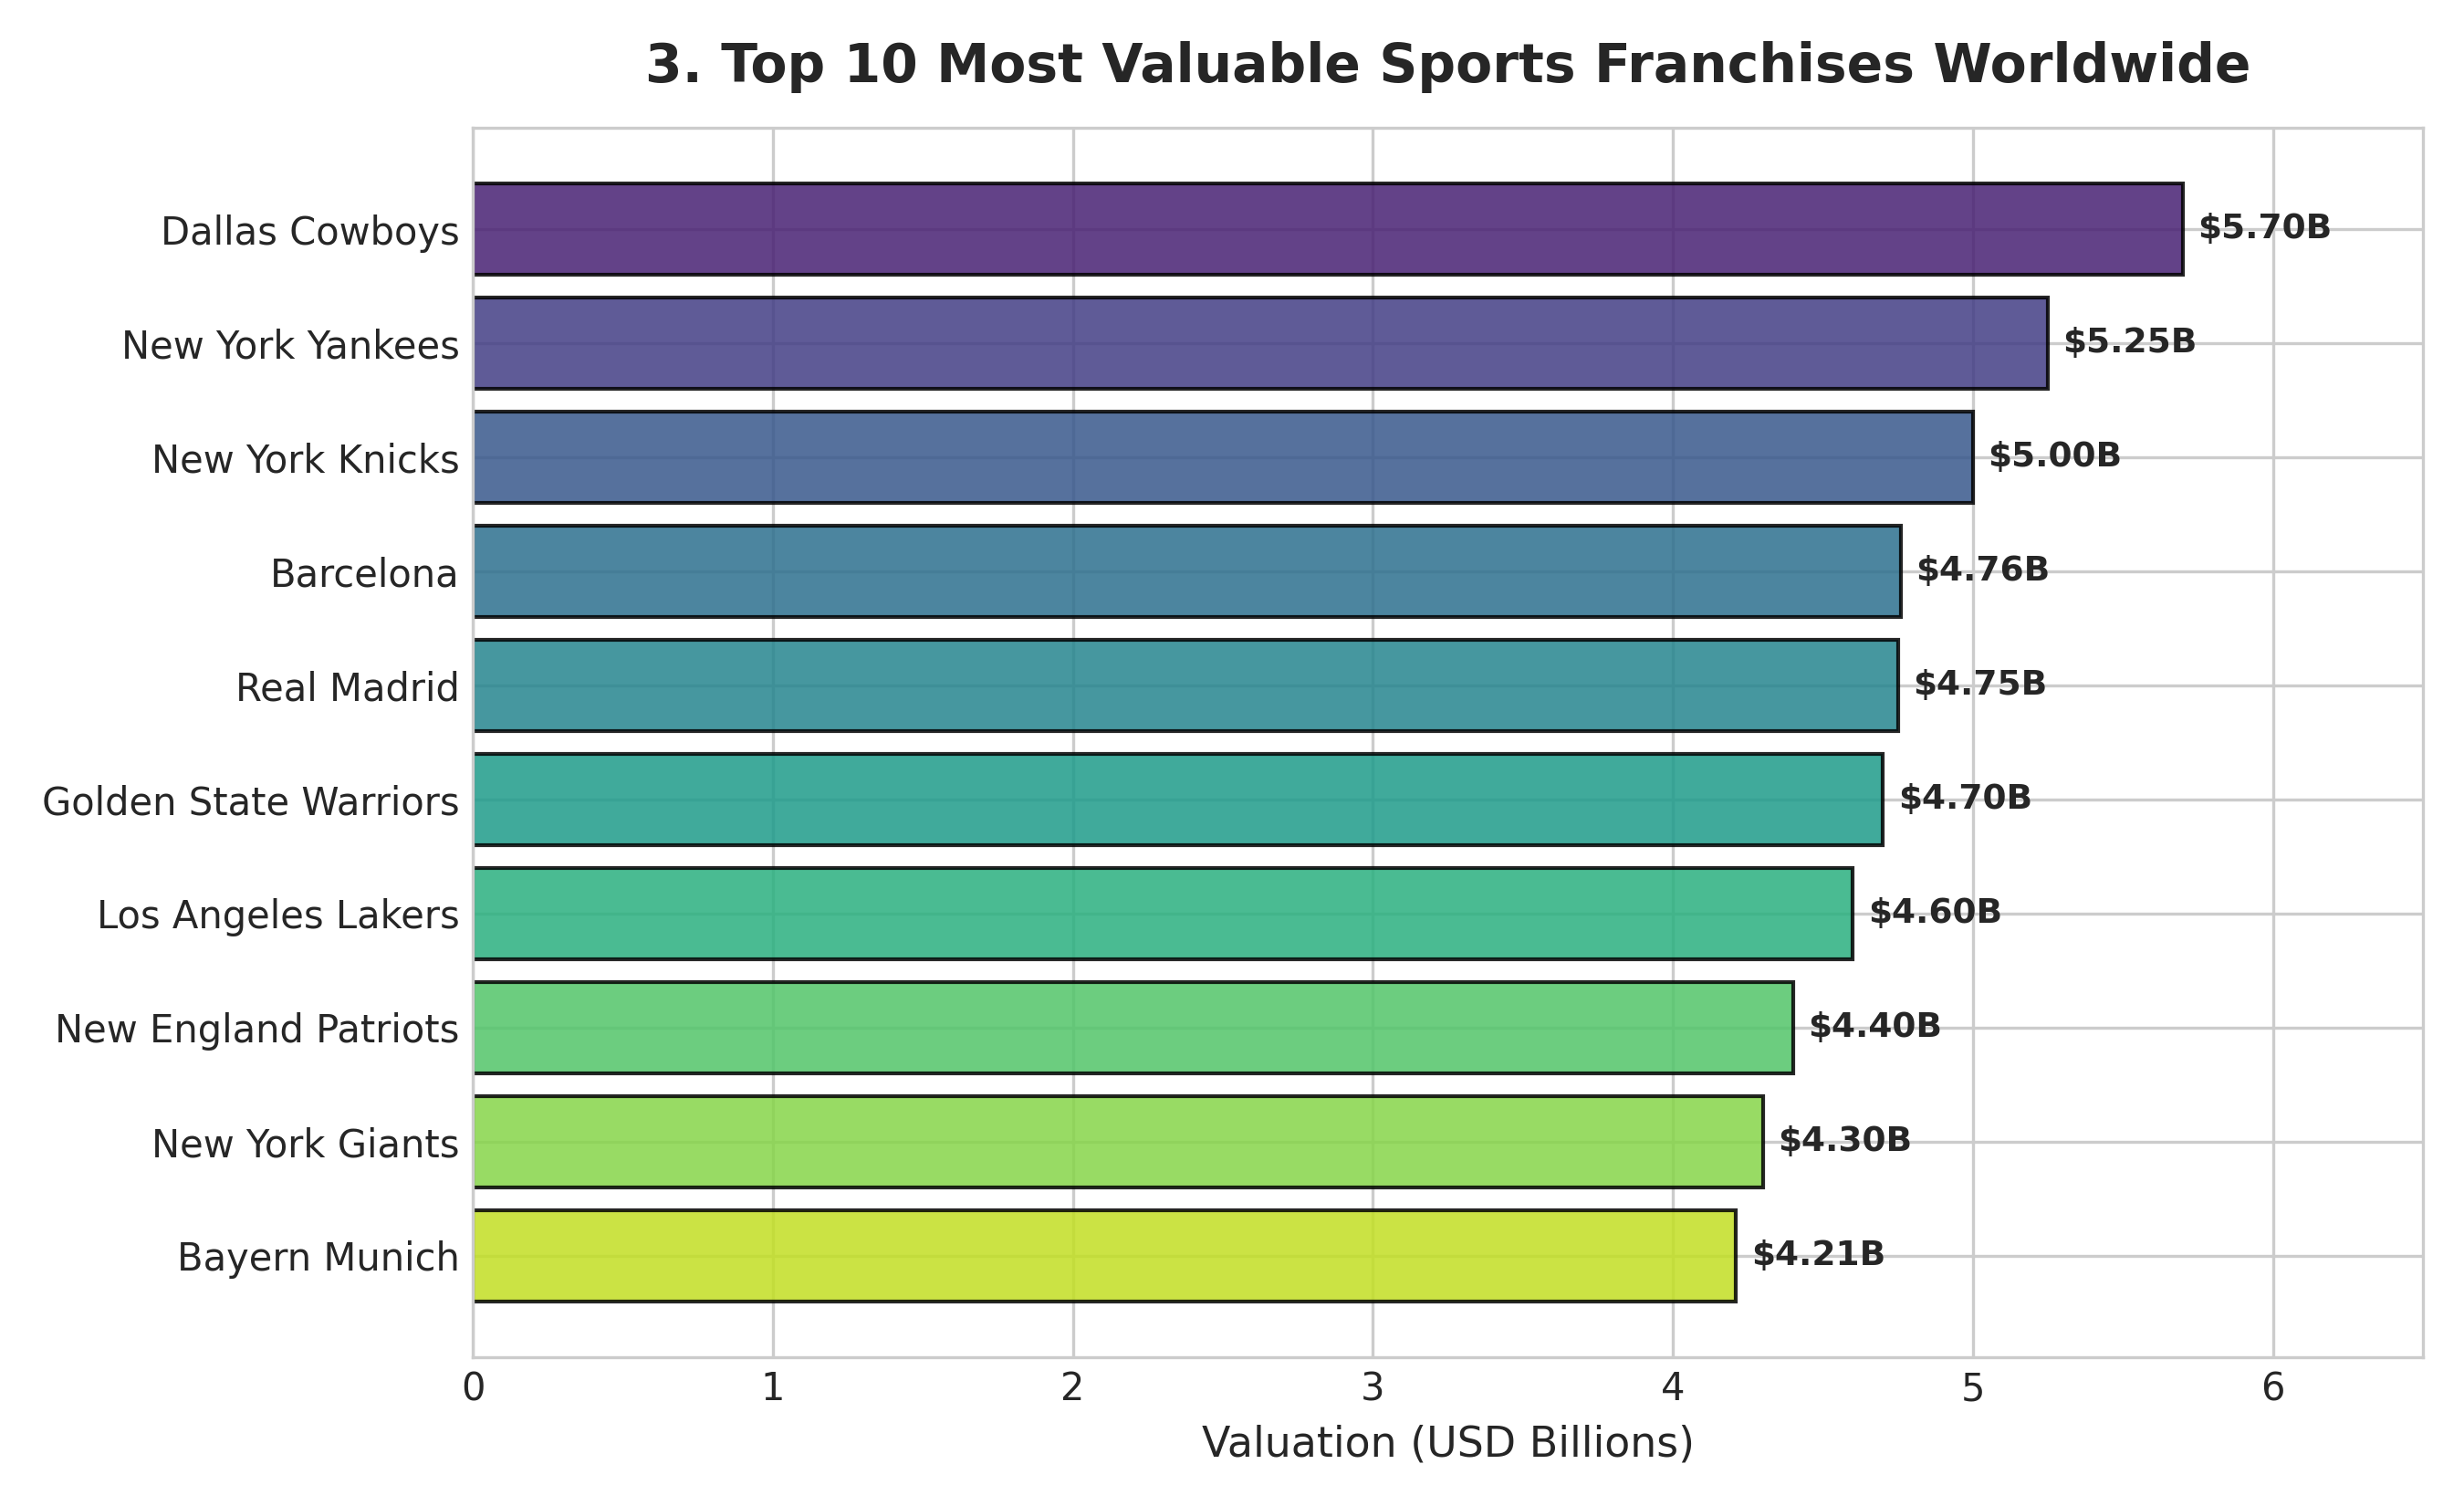 3. Top 10 Most Valuable Sports Franchises Worldwide
Dallas Cowboys $5.70B
New York Yankees $5.25B
New York Knicks $5.00B
Barcelona $4.76B
Real Madrid $4.75B
Golden State Warriors $4.70B
Los Angeles Lakers $4.60B
New England Patriots $4.40B
New York Giants $4.30B
Bayern Munich $4.21B
0 1 2 3 4 5 6
Valuation (USD Billions)